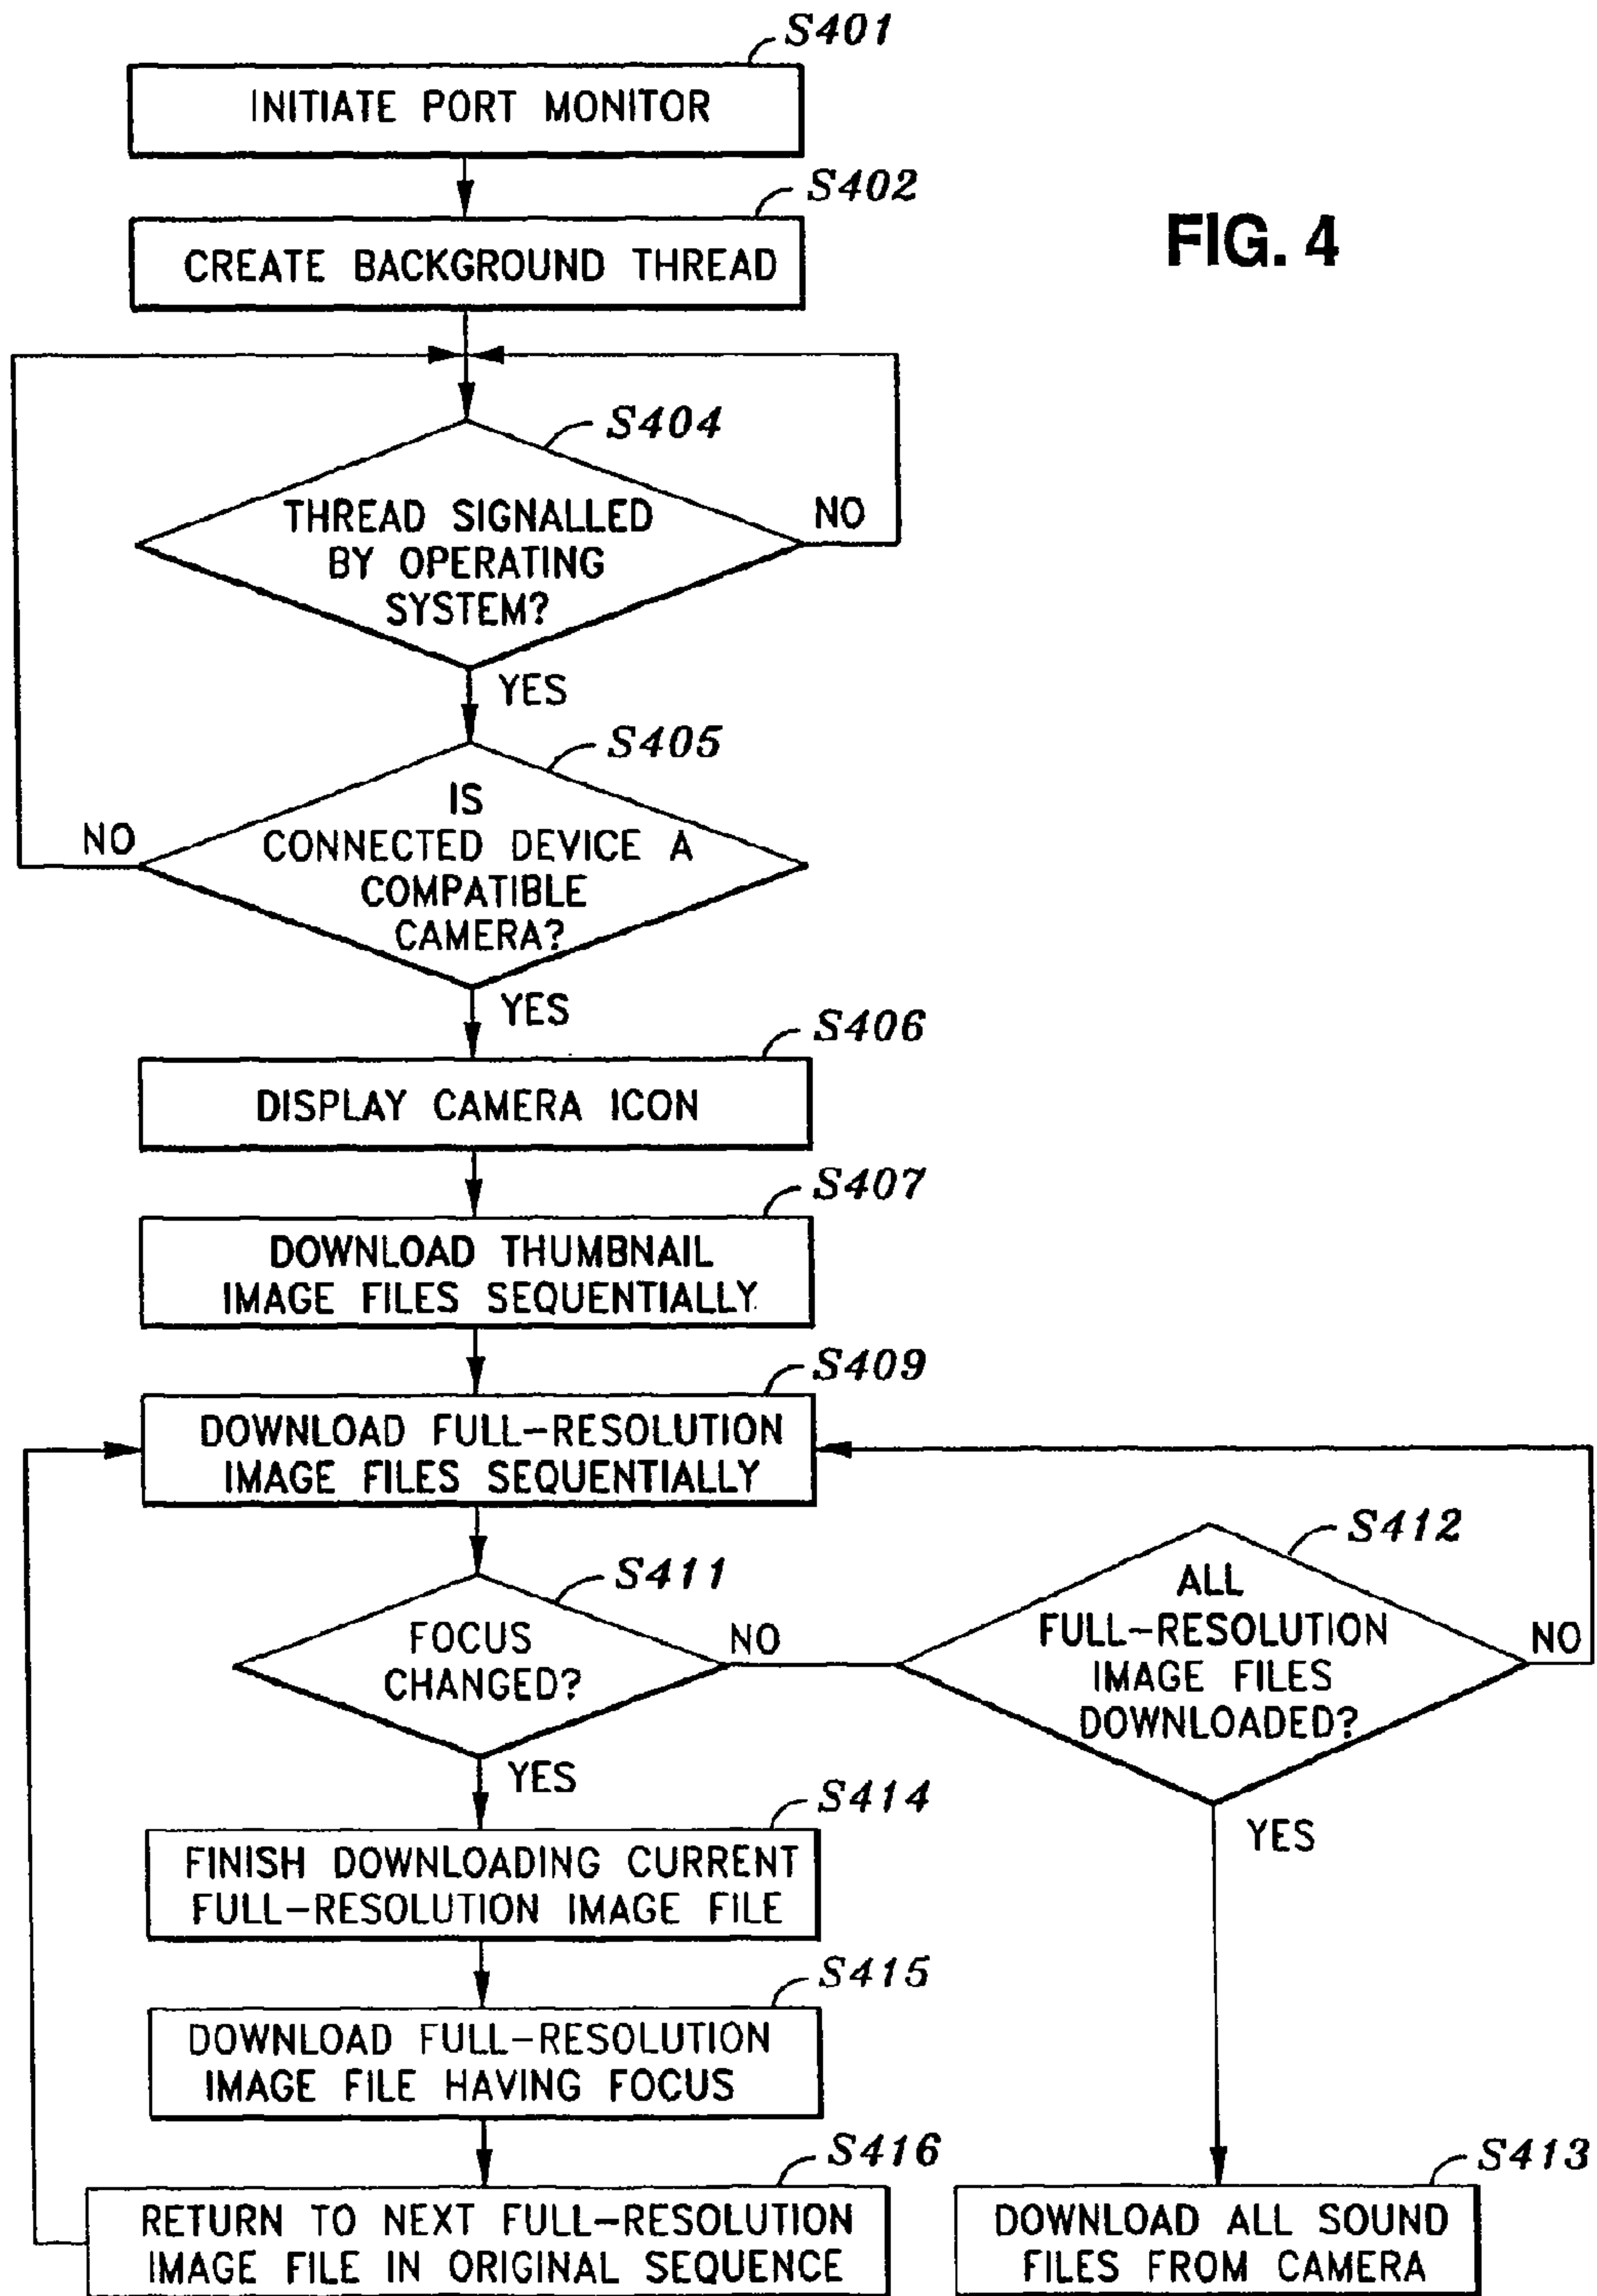 S401
INITIATE PORT MONITOR
S402
CREATE BACKGROUND THREAD
FIG. 4
S404
THREAD SIGNALLED
BY OPERATING
SYSTEM?
NO
YES
S405
IS
CONNECTED DEVICE A
COMPATIBLE
CAMERA?
NO
YES
S406
DISPLAY CAMERA ICON
S407
DOWNLOAD THUMBNAIL
IMAGE FILES SEQUENTIALLY
S409
DOWNLOAD FULL-RESOLUTION
IMAGE FILES SEQUENTIALLY
S411
FOCUS
CHANGED?
NO
YES
S412
ALL
FULL-RESOLUTION
IMAGE FILES
DOWNLOADED?
NO
YES
S414
FINISH DOWNLOADING CURRENT
FULL-RESOLUTION IMAGE FILE
S415
DOWNLOAD FULL-RESOLUTION
IMAGE FILE HAVING FOCUS
S416
RETURN TO NEXT FULL-RESOLUTION
IMAGE FILE IN ORIGINAL SEQUENCE
S413
DOWNLOAD ALL SOUND
FILES FROM CAMERA